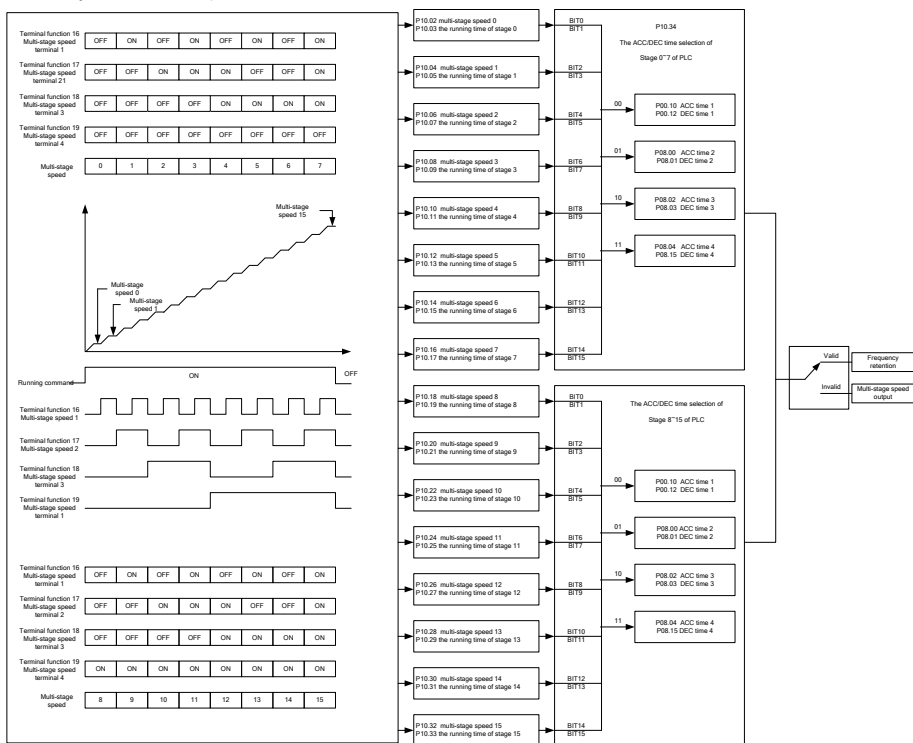 Terminal function 16
Multi-stage speed
terminal 1
OFF ON OFF ON OFF ON OFF ON
Terminal function 17
Multi-stage speed
terminal 21
OFF OFF ON ON OFF OFF ON ON
Terminal function 18
Multi-stage speed
terminal 3
OFF OFF OFF OFF ON ON ON ON
Terminal function 19
Multi-stage speed
terminal 4
OFF OFF OFF OFF OFF OFF OFF OFF
Multi-stage
speed
0 1 2 3 4 5 6 7
Multi-stage
speed 15
Multi-stage
speed 0
Multi-stage
speed 1
Running command
ON
OFF
Terminal function 16
Multi-stage speed 1
Terminal function 17
Multi-stage speed 2
Terminal function 18
Multi-stage speed
terminal 3
Terminal function 19
Multi-stage speed
terminal 1
Terminal function 16
Multi-stage speed
terminal 1
OFF ON OFF ON OFF ON OFF ON
Terminal function 17
Multi-stage speed
terminal 2
OFF OFF ON ON OFF OFF ON ON
Terminal function 18
Multi-stage speed
terminal 3
OFF OFF OFF OFF ON ON ON ON
Terminal function 19
Multi-stage speed
terminal 4
ON ON ON ON ON ON ON ON
Multi-stage
speed
8 9 10 11 12 13 14 15
P10.02 multi-stage speed 0
P10.03 the running time of stage 0
P10.04 multi-stage speed 1
P10.05 the running time of stage 1
P10.06 multi-stage speed 2
P10.07 the running time of stage 2
P10.08 multi-stage speed 3
P10.09 the running time of stage 3
P10.10 multi-stage speed 4
P10.11 the running time of stage 4
P10.12 multi-stage speed 5
P10.13 the running time of stage 5
P10.14 multi-stage speed 6
P10.15 the running time of stage 6
P10.16 multi-stage speed 7
P10.17 the running time of stage 7
P10.18 multi-stage speed 8
P10.19 the running time of stage 8
P10.20 multi-stage speed 9
P10.21 the running time of stage 9
P10.22 multi-stage speed 10
P10.23 the running time of stage 10
P10.24 multi-stage speed 11
P10.25 the running time of stage 11
P10.26 multi-stage speed 12
P10.27 the running time of stage 12
P10.28 multi-stage speed 13
P10.29 the running time of stage 13
P10.30 multi-stage speed 14
P10.31 the running time of stage 14
P10.32 multi-stage speed 15
P10.33 the running time of stage 15
BIT0
BIT1
BIT2
BIT3
BIT4
BIT5
BIT6
BIT7
BIT8
BIT9
BIT10
BIT11
BIT12
BIT13
BIT14
BIT15
P10.34
The ACC/DEC time selection of
Stage 0~7 of PLC
00
P00.10 ACC time 1
P00.12 DEC time 1
01
P08.00 ACC time 2
P08.01 DEC time 2
10
P08.02 ACC time 3
P08.03 DEC time 3
11
P08.04 ACC time 4
P08.15 DEC time 4
BIT0
BIT1
BIT2
BIT3
BIT4
BIT5
BIT6
BIT7
BIT8
BIT9
BIT10
BIT11
BIT12
BIT13
BIT14
BIT15
The ACC/DEC time selection of
Stage 8~15 of PLC
00
P00.10 ACC time 1
P00.12 DEC time 1
01
P08.00 ACC time 2
P08.01 DEC time 2
10
P08.02 ACC time 3
P08.03 DEC time 3
11
P08.04 ACC time 4
P08.15 DEC time 4
Valid
Invalid
Frequency
retention
Multi-stage speed
output